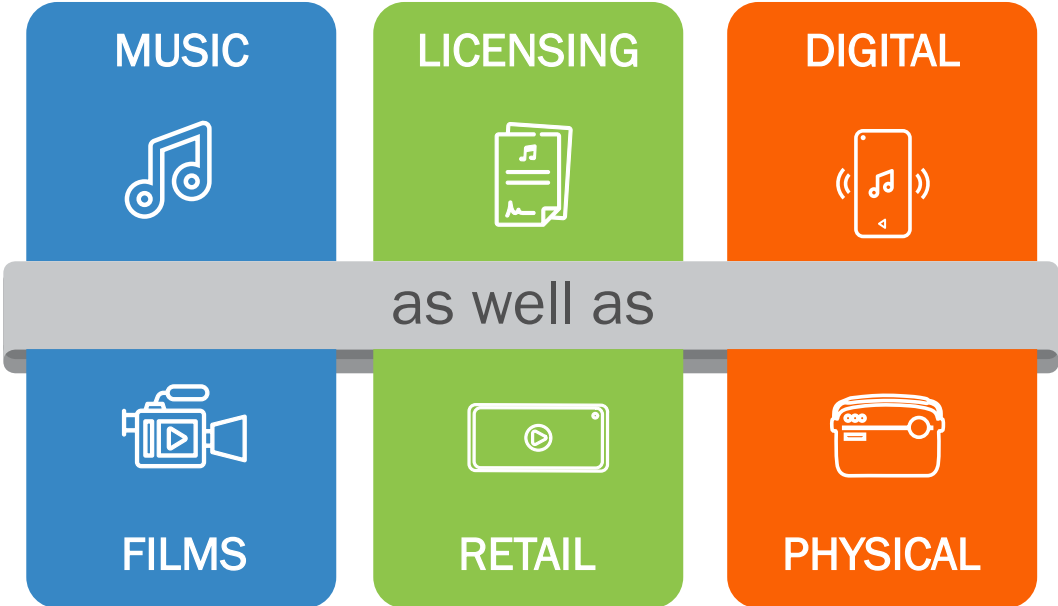 MUSIC
LICENSING
DIGITAL
as well as
FILMS
RETAIL
PHYSICAL